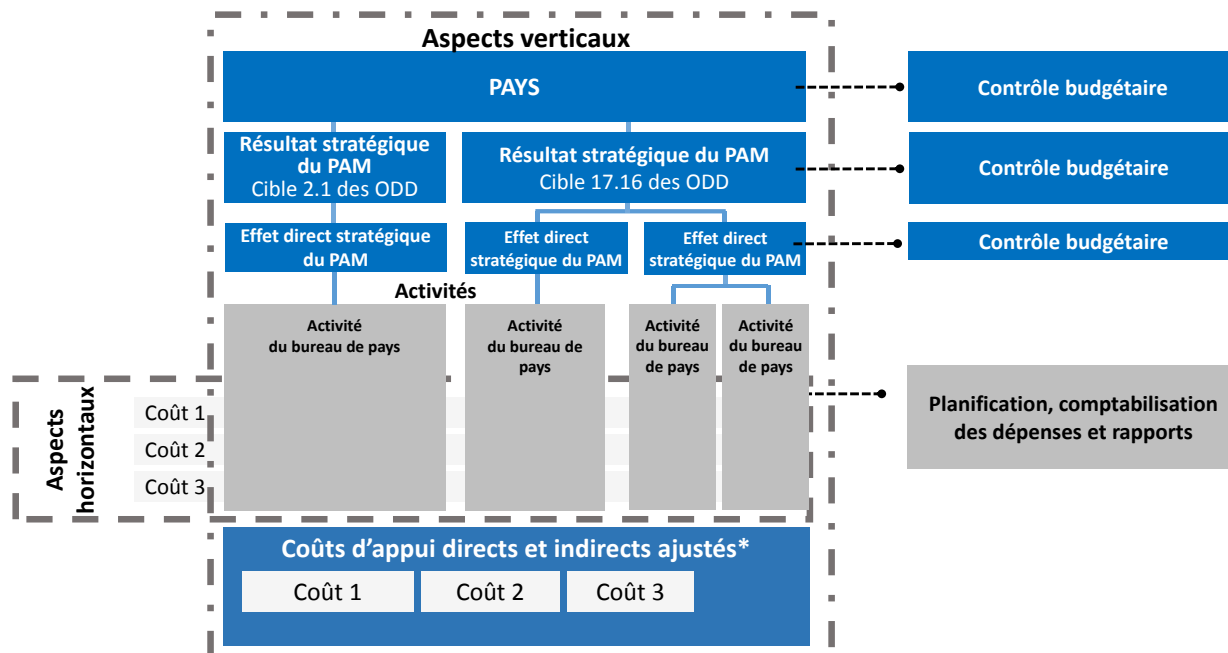 Aspects verticaux
PAYS
Contrôle budgétaire
Résultat stratégique
du PAM
Cible 2.1 des ODD
Résultat stratégique du PAM
Cible 17.16 des ODD
Contrôle budgétaire
Effet direct stratégique
du PAM
Effet direct
stratégique du PAM
Effet direct
stratégique du PAM
Contrôle budgétaire
Activités
Activité
du bureau de pays
Activité
du bureau de
pays
Activité
du bureau
de pays
Activité
du bureau
de pays
Aspects
horizontaux
Coût 1
Coût 2
Coût 3
Planification, comptabilisation
des dépenses et rapports
Coûts d'appui directs et indirects ajustés*
Coût 1
Coût 2
Coût 3